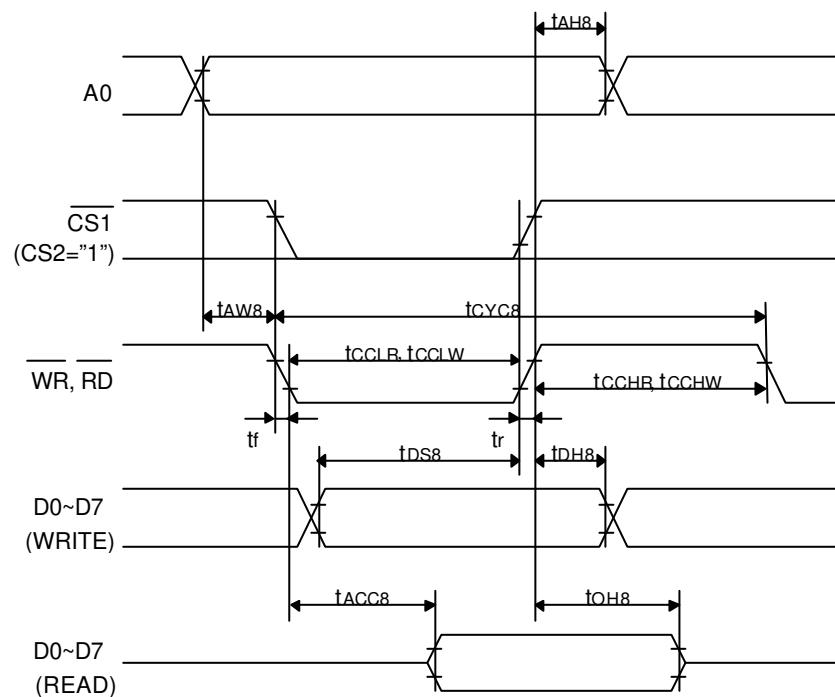 tAH8
A0
CS1
(CS2="1")
tAW8
tCYC8
tCCLR, tCCLW
WR, RD
tCCHR, tCCHW
tf
tr
tDS8
tDH8
D0~D7
(WRITE)
tACC8
tOH8
D0~D7
(READ)